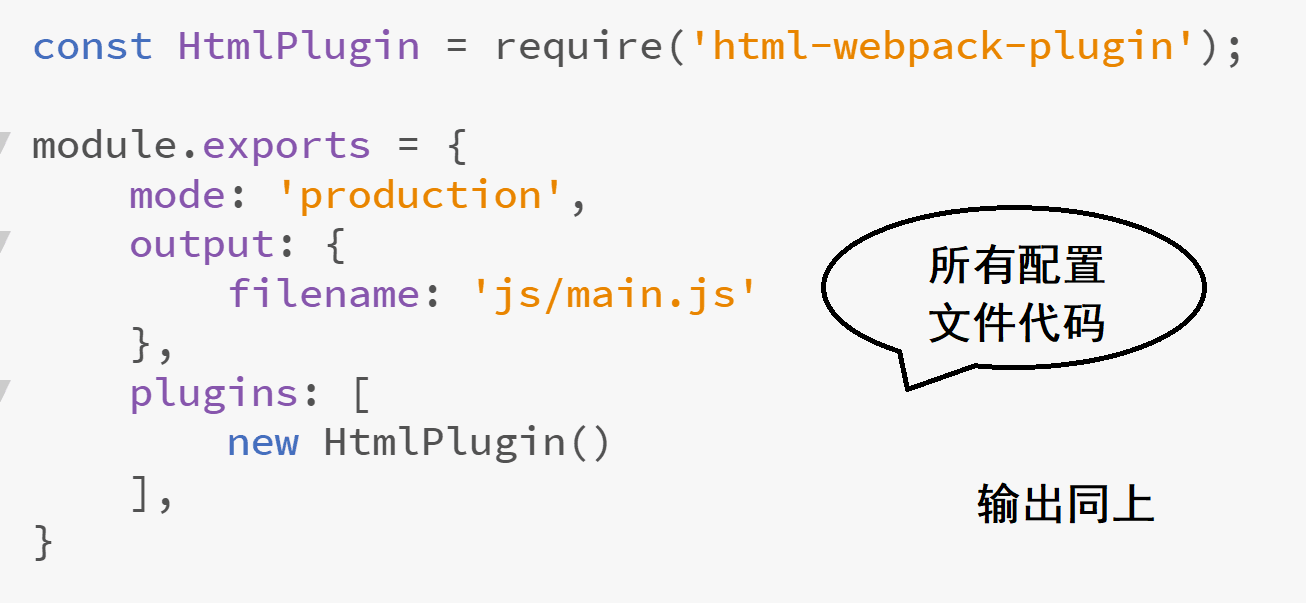 const HtmlPlugin = require('html-webpack-plugin');
module.exports = {
    mode: 'production',
    output: {
        filename: 'js/main.js'
    },
    plugins: [
        new HtmlPlugin()
    ],
}
所有配置
文件代码
输出同上